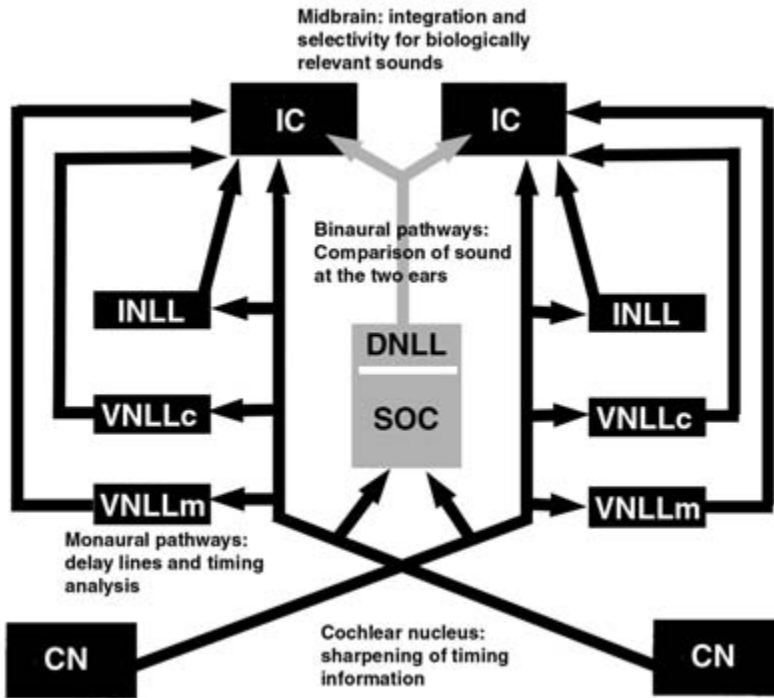 Midbrain: integration and
selectivity for biologically
relevant sounds
IC
IC
Binaural pathways:
Comparison of sound
at the two ears
INLL
INLL
DNLL
SOC
VNLLc
VNLLc
VNLLm
VNLLm
Monaural pathways:
delay lines and timing
analysis
Cochlear nucleus:
sharpening of timing
information
CN
CN